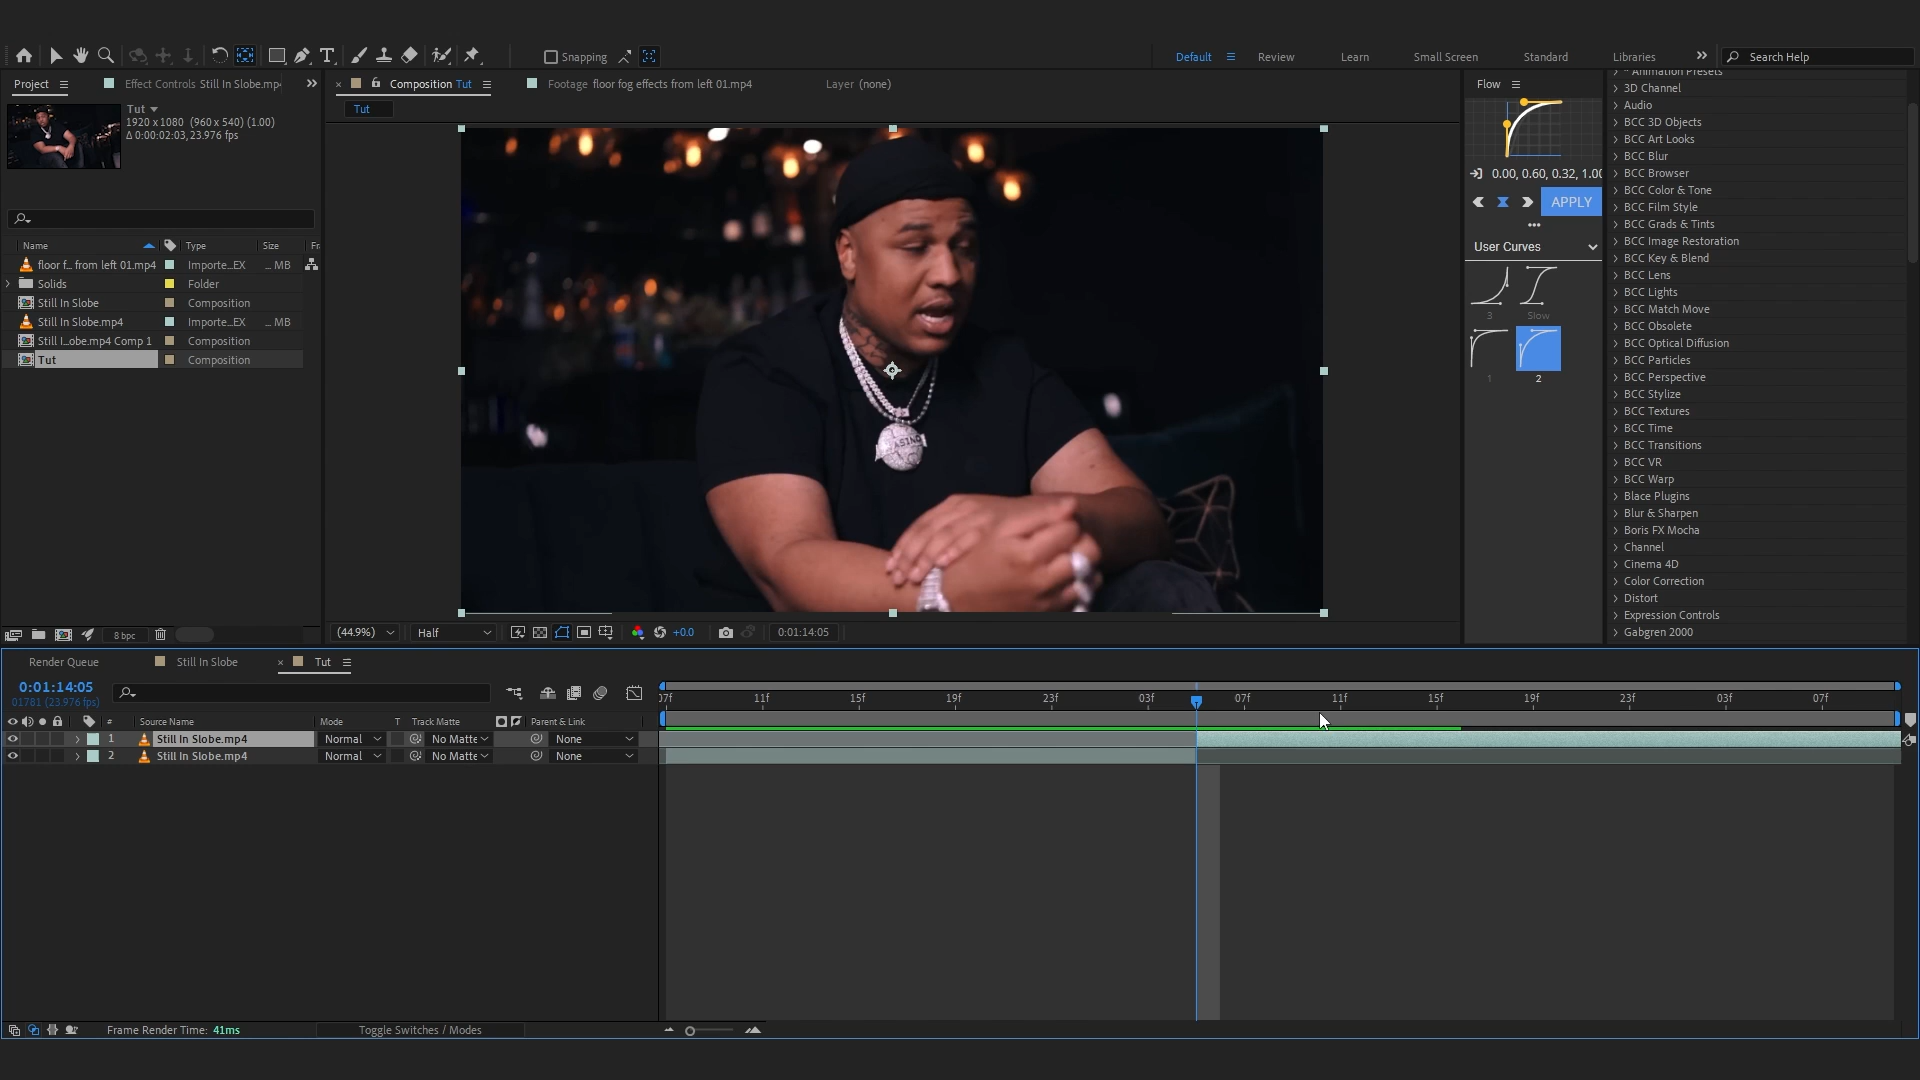 Snapping
Default
Review
Learn
Small Screen
Standard
Libraries
Search Help
Project
Effect Controls Still In Slobe.mp
Composition Tut
Footage floor fog effects from left 01.mp4
Layer (none)
Flow
Tut
1920 x 1080 (960 x 540) (1.00)
Δ 0:00:02:03, 23.976 fps
Tut
Name
Type
Size
Fr
floor f... from left 01.mp4 Importe...EX ... MB
Solids Folder
Still In Slobe Composition
Still In Slobe.mp4 Importe...EX ... MB
Still I...obe.mp4 Comp 1 Composition
Tut Composition
8 bpc
(44.9%)
Half
+0.0
0:01:14:05
0.00, 0.60, 0.32, 1.00
APPLY
User Curves
3
Slow
1
2
* Animation Presets
3D Channel
Audio
BCC 3D Objects
BCC Art Looks
BCC Blur
BCC Browser
BCC Color & Tone
BCC Film Style
BCC Grads & Tints
BCC Image Restoration
BCC Key & Blend
BCC Lens
BCC Lights
BCC Match Move
BCC Obsolete
BCC Optical Diffusion
BCC Particles
BCC Perspective
BCC Stylize
BCC Textures
BCC Time
BCC Transitions
BCC VR
BCC Warp
Blace Plugins
Blur & Sharpen
Boris FX Mocha
Channel
Cinema 4D
Color Correction
Distort
Expression Controls
Gabgren 2000
Render Queue
Still In Slobe
Tut
0:01:14:05
01781 (23.976 fps)
07f 11f 15f 19f 23f 03f 07f 11f 15f 19f 23f 03f 07f
# Source Name Mode T Track Matte Parent & Link
1 Still In Slobe.mp4 Normal No Matte None
2 Still In Slobe.mp4 Normal No Matte None
Frame Render Time: 41ms
Toggle Switches / Modes